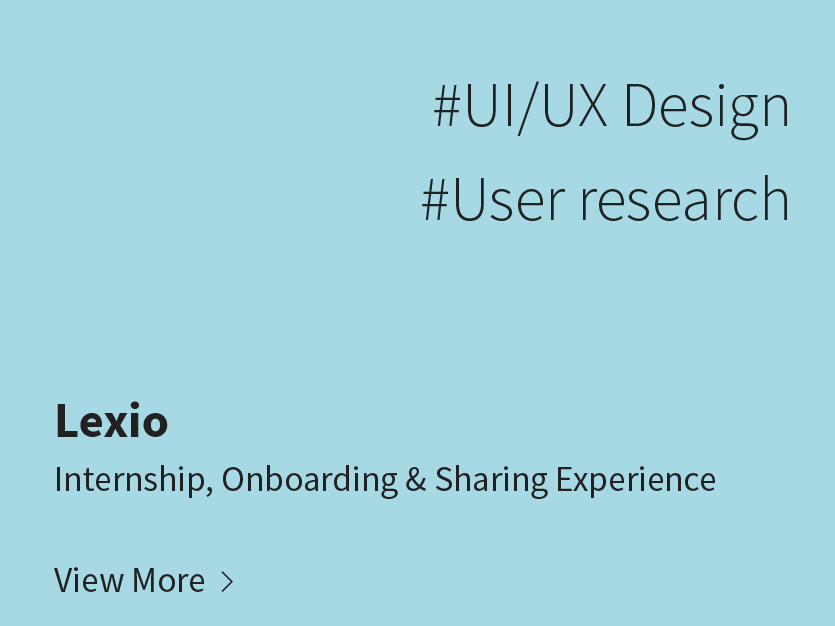 #UI/UX Design
#User research
Lexio
Internship, Onboarding & Sharing Experience
View More >